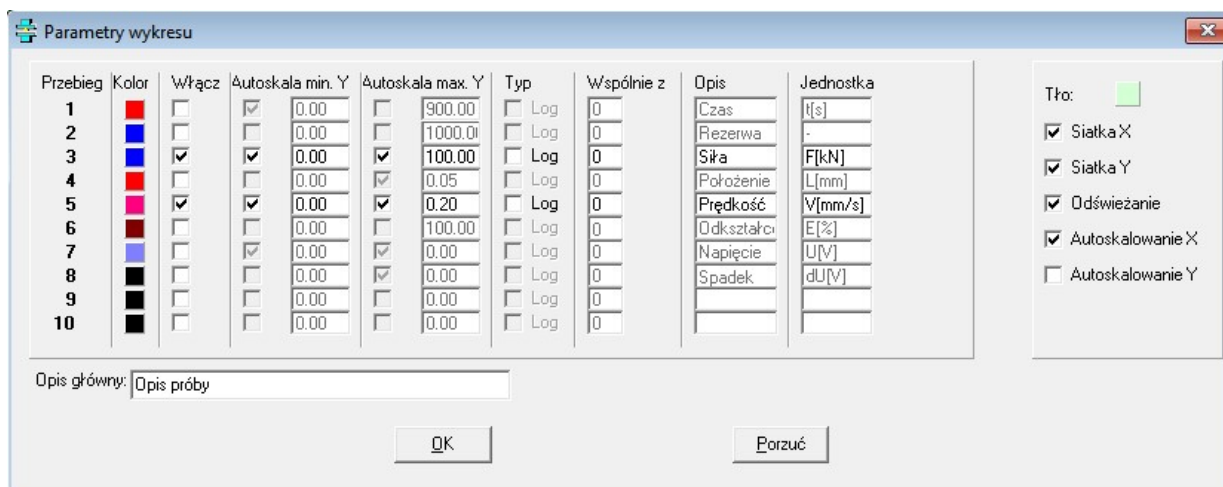 Parametry wykresu
Przebieg Kolor Włącz Autoskala min. Y Autoskala max. Y Typ Wspólnie z Opis Jednostka
1 0.00 900.00 Log 0 Czas t[s]
2 0.00 1000.0 Log 0 Rezerwa -
3 0.00 100.00 Log 0 Siła F[kN]
4 0.00 0.05 Log 0 Położenie L[mm]
5 0.00 0.20 Log 0 Prędkość V[mm/s]
6 0.00 100.00 Log 0 Odkształc E[%]
7 0.00 0.00 Log 0 Napięcie U[V]
8 0.00 0.00 Log 0 Spadek dU[V]
9 0.00 0.00 Log 0
10 0.00 0.00 Log 0
Tło:
Siatka X
Siatka Y
Odświeżanie
Autoskalowanie X
Autoskalowanie Y
Opis główny: Opis próby
OK Porzuć